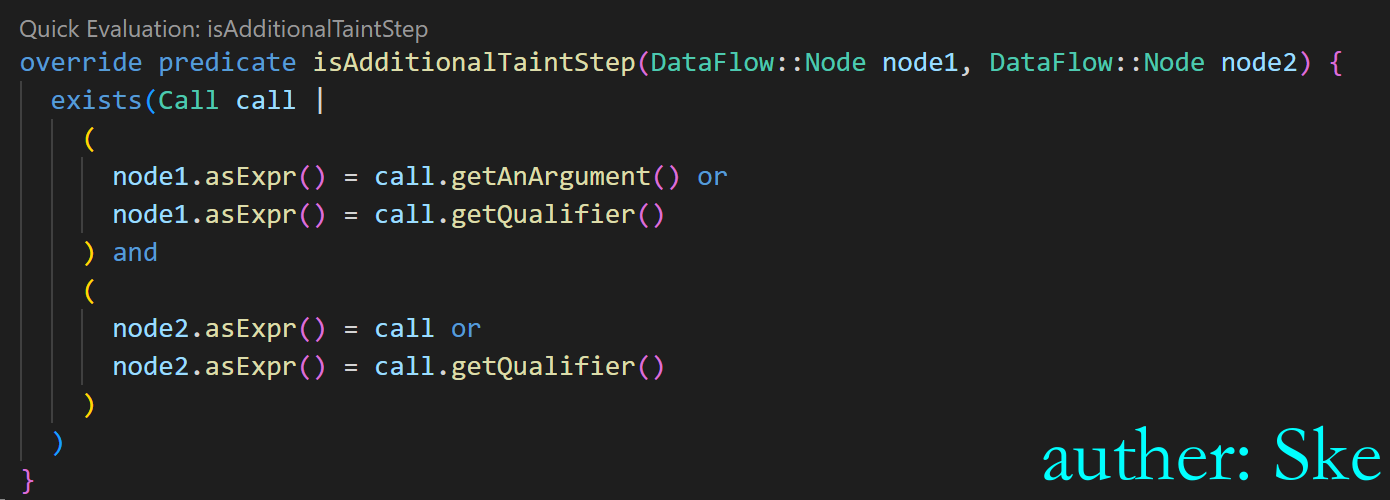 Quick Evaluation: isAdditionalTaintStep
override predicate isAdditionalTaintStep(DataFlow::Node node1, DataFlow::Node node2) {
exists(Call call |
(
node1.asExpr() = call.getAnArgument() or
node1.asExpr() = call.getQualifier()
) and
(
node2.asExpr() = call or
node2.asExpr() = call.getQualifier()
)
)
}
auther: Ske